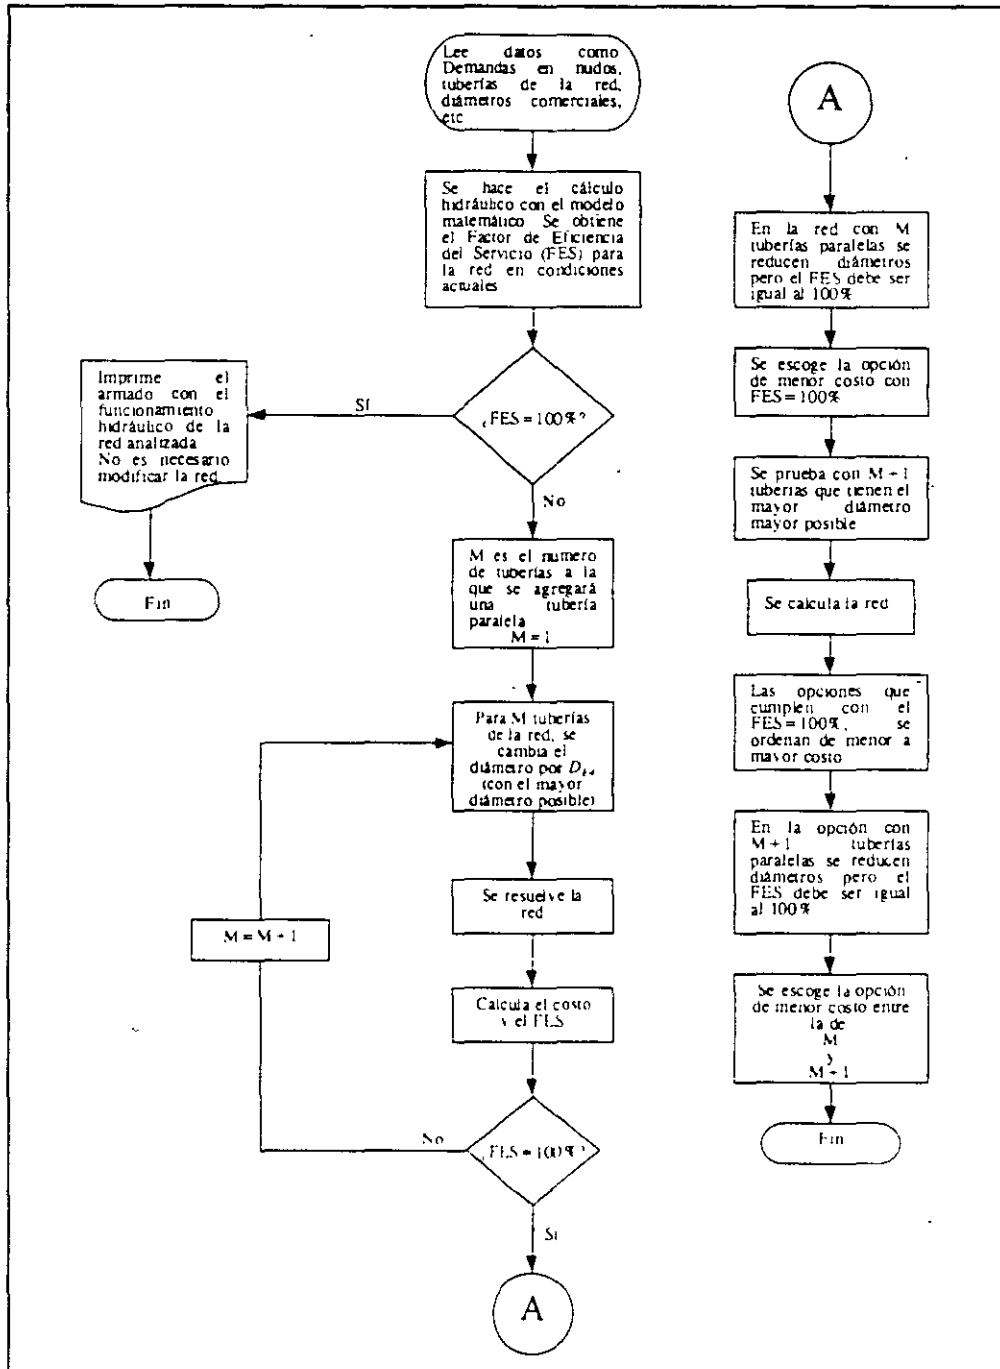 Lee datos como
Demandas en nudos,
tuberías de la red,
diámetros comerciales,
etc
Se hace el cálculo
hidráulico con el modelo
matemático Se obtiene
el Factor de Eficiencia
del Servicio (FES) para
la red en condiciones
actuales
¿FES = 100%?
SI
Imprime el
armado con el
funcionamiento
hidráulico de la
red analizada
No es necesario
modificar la red
Fin
No
M es el numero
de tuberías a la
que se agregará
una tubería
paralela
M = 1
Para M tuberías
de la red, se
cambia el
diámetro por
(con el mayor
diámetro posible)
Se resuelve la
red
M = M + 1
Calcula el costo
y el FES
No
¿FES = 100%?
Si
A
A
En la red con M
tuberías paralelas se
reducen diámetros
pero el FES debe ser
igual al 100%
Se escoge la opción
de menor costo con
FES = 100%
Se prueba con M + 1
tuberías que tienen el
mayor diámetro
mayor posible
Se calcula la red
Las opciones que
cumplen con el
FES = 100%, se
ordenan de menor a
mayor costo
En la opción con
M + 1 tuberías
paralelas se reducen
diámetros pero el
FES debe ser igual
al 100%
Se escoge la opción
de menor costo entre
la de
M
y
M + 1
Fin